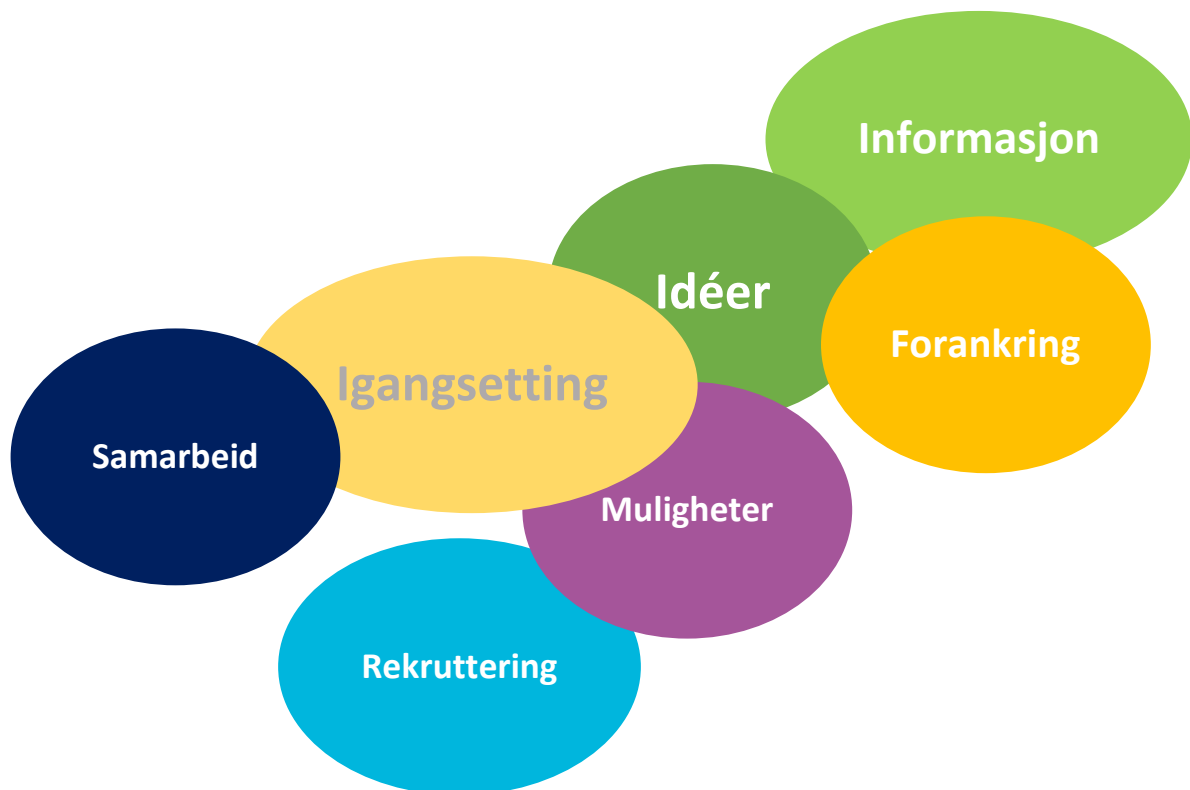 Informasjon
Idéer
Forankring
Igangsetting
Samarbeid
Muligheter
Rekruttering